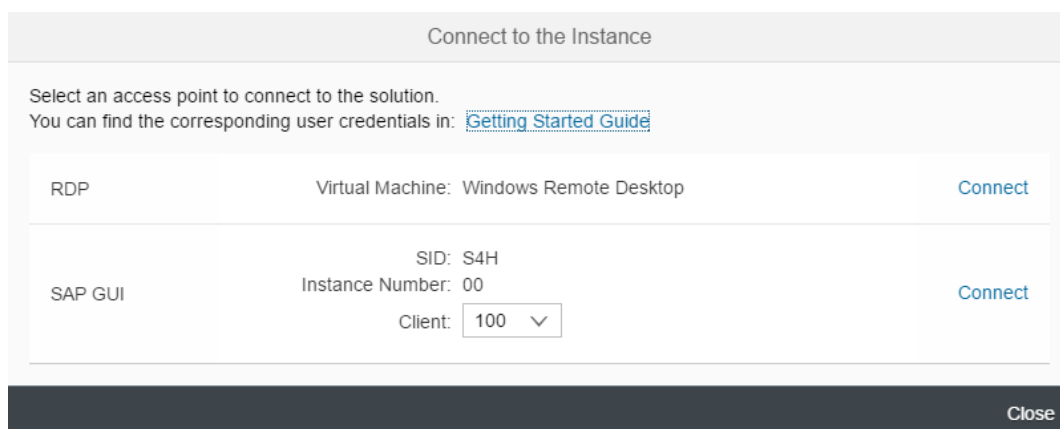 Connect to the Instance
Select an access point to connect to the solution.
You can find the corresponding user credentials in: Getting Started Guide
RDP Virtual Machine: Windows Remote Desktop Connect
SID: S4H
Instance Number: 00
SAP GUI Connect
Client: 100
Close